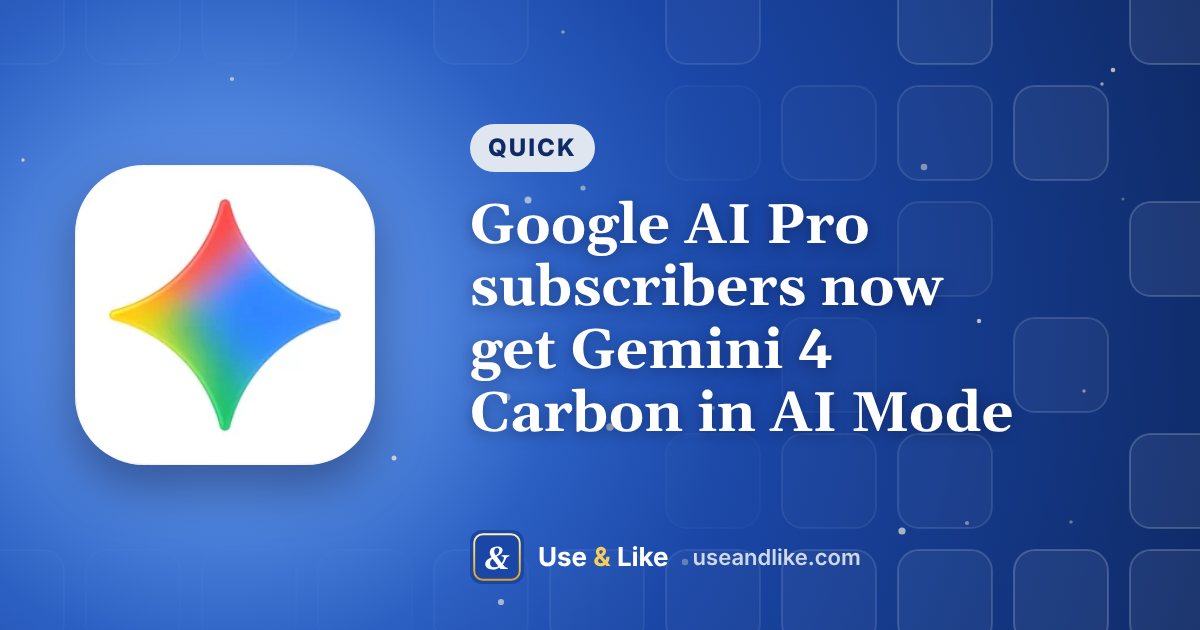 QUICK
Google AI Pro
subscribers now
get Gemini 4
Carbon in AI Mode
& Use & Like useandlike.com